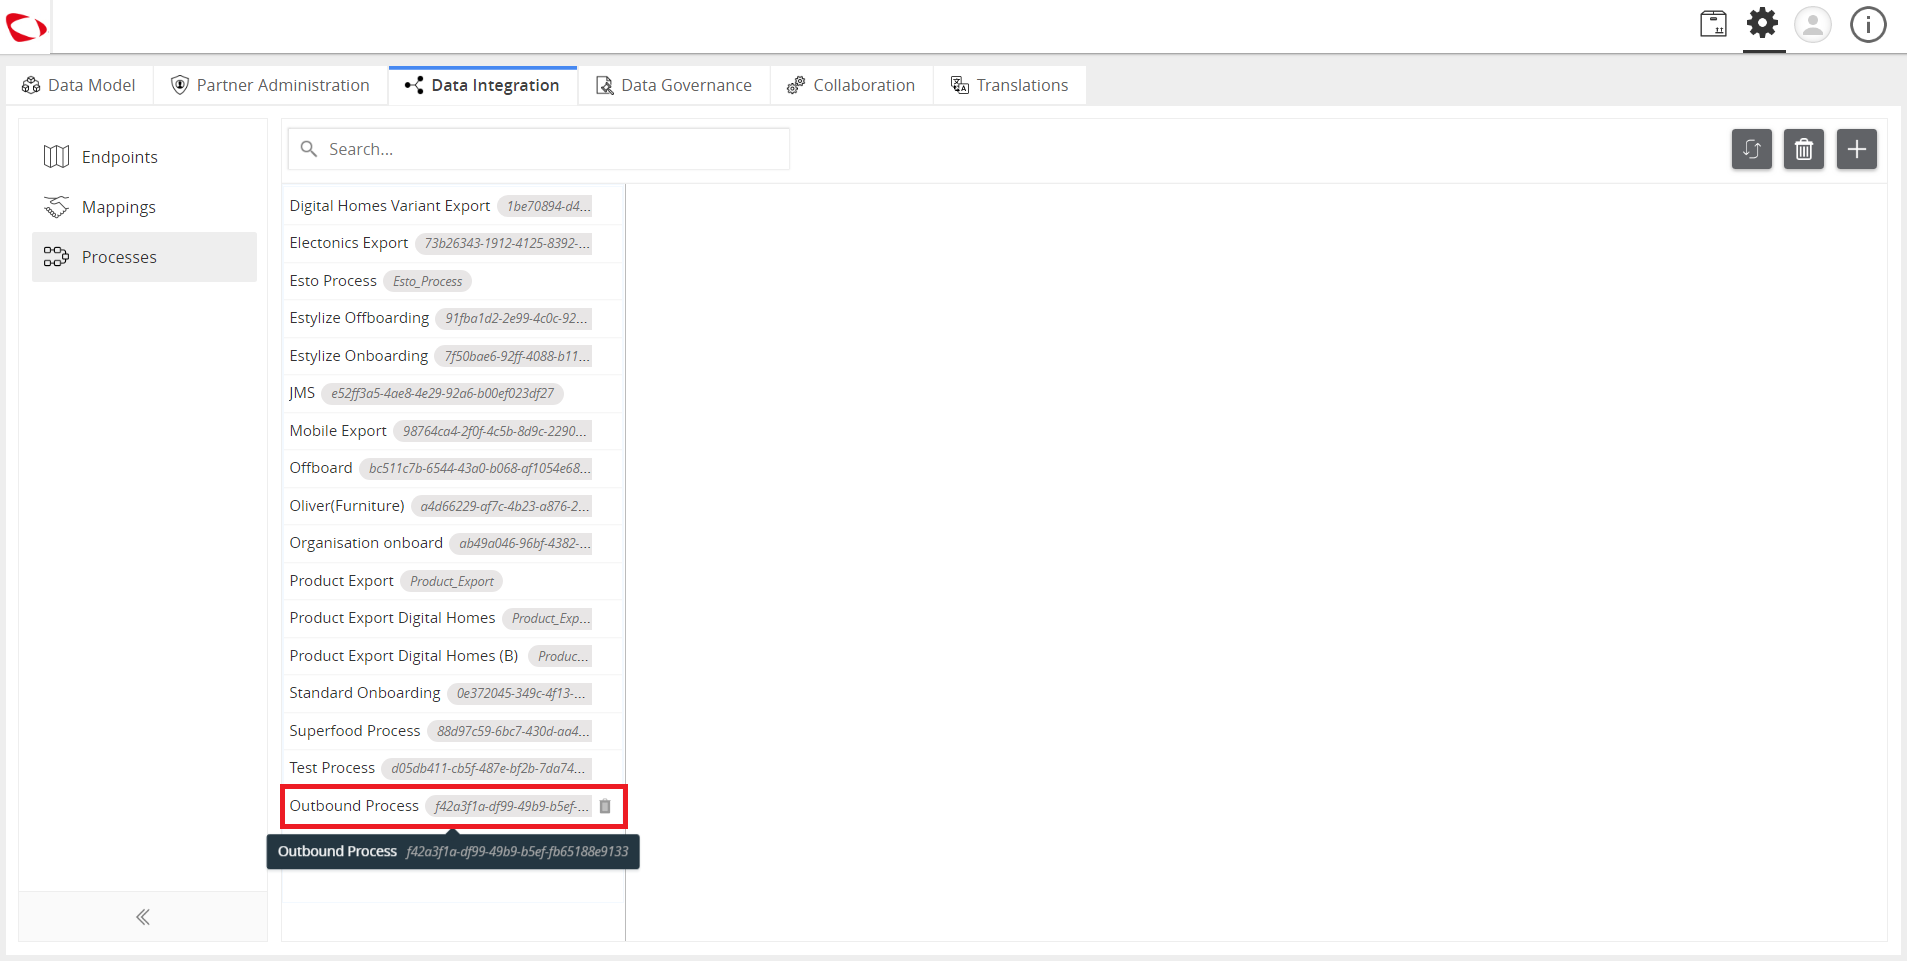 Data Model
Partner Administration
Data Integration
Data Governance
Collaboration
Translations
Endpoints
Mappings
Processes
Search...
Digital Homes Variant Export 1be70894-d4...
Electonics Export 73b26343-1912-4125-8392-...
Esto Process Esto_Process
Estylize Offboarding 91fba1d2-2e99-4c0c-92...
Estylize Onboarding 7f50bae6-92ff-4088-b11...
JMS e52ff3a5-4ae8-4e29-92a6-b00ef023df27
Mobile Export 98764ca4-2f0f-4c5b-8d9c-2290...
Offboard bc511c7b-6544-43a0-b068-af1054e68...
Oliver(Furniture) a4d66229-af7c-4b23-a876-2...
Organisation onboard ab49a046-96bf-4382-...
Product Export Product_Export
Product Export Digital Homes Product_Exp...
Product Export Digital Homes (B) Produc...
Standard Onboarding 0e372045-349c-4f13-...
Superfood Process 88d97c59-6bc7-430d-aa4...
Test Process d05db411-cb5f-487e-bf2b-7da74...
Outbound Process f42a3f1a-df99-49b9-b5ef-...
Outbound Process f42a3f1a-df99-49b9-b5ef-fb65188e9133